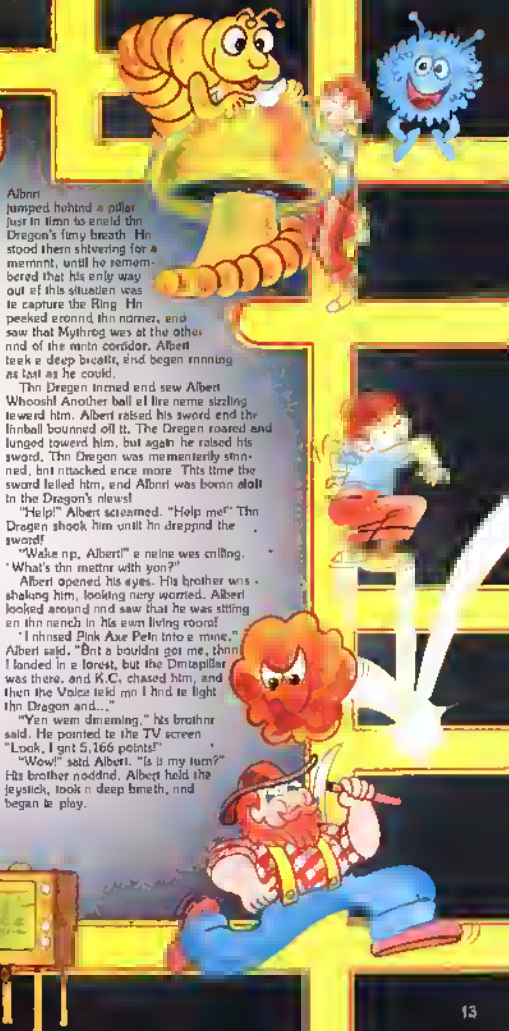 Albert
jumped behind a pillar
just in time to avoid the
Dragon's fiery breath. He
stood there shivering for a
moment, until he remem-
bered that his only way
out of this situation was
to capture the Ring. He
peeked around the corner, and
saw that Mythrog was at the other
end of the main corridor. Albert
took a deep breath, and began running
as fast as he could.
The Dragon turned and saw Albert
Whoosh! Another ball of fire came sizzling
toward him. Albert raised his sword and the
fireball bounced off it. The Dragon roared and
lunged toward him, but again he raised his
sword. The Dragon was momentarily stun-
ned, but attacked once more. This time the
sword failed him, and Albert was borne aloft
in the Dragon's claws!
"Help!" Albert screamed. "Help me!" The
Dragon shook him until he dropped the
sword!
"Wake up, Albert!" a voice was calling.
"What's the matter with you?"
Albert opened his eyes. His brother was
shaking him, looking very worried. Albert
looked around and saw that he was sitting
on the couch in his own living room!
"I chased Pink Axe Pete into a mine,"
Albert said. "But a boulder got me, then
I landed in a forest, but the
was there, and K.C. chased him, and
then the Voice told me I had to fight
the Dragon and..."
"You were dreaming," his brother
said. He pointed to the TV screen
"Look, I got 5,166 points!"
"Wow!" said Albert. "Is it my turn?"
His brother nodded. Albert held the
joystick, took a deep breath, and
began to play.
13